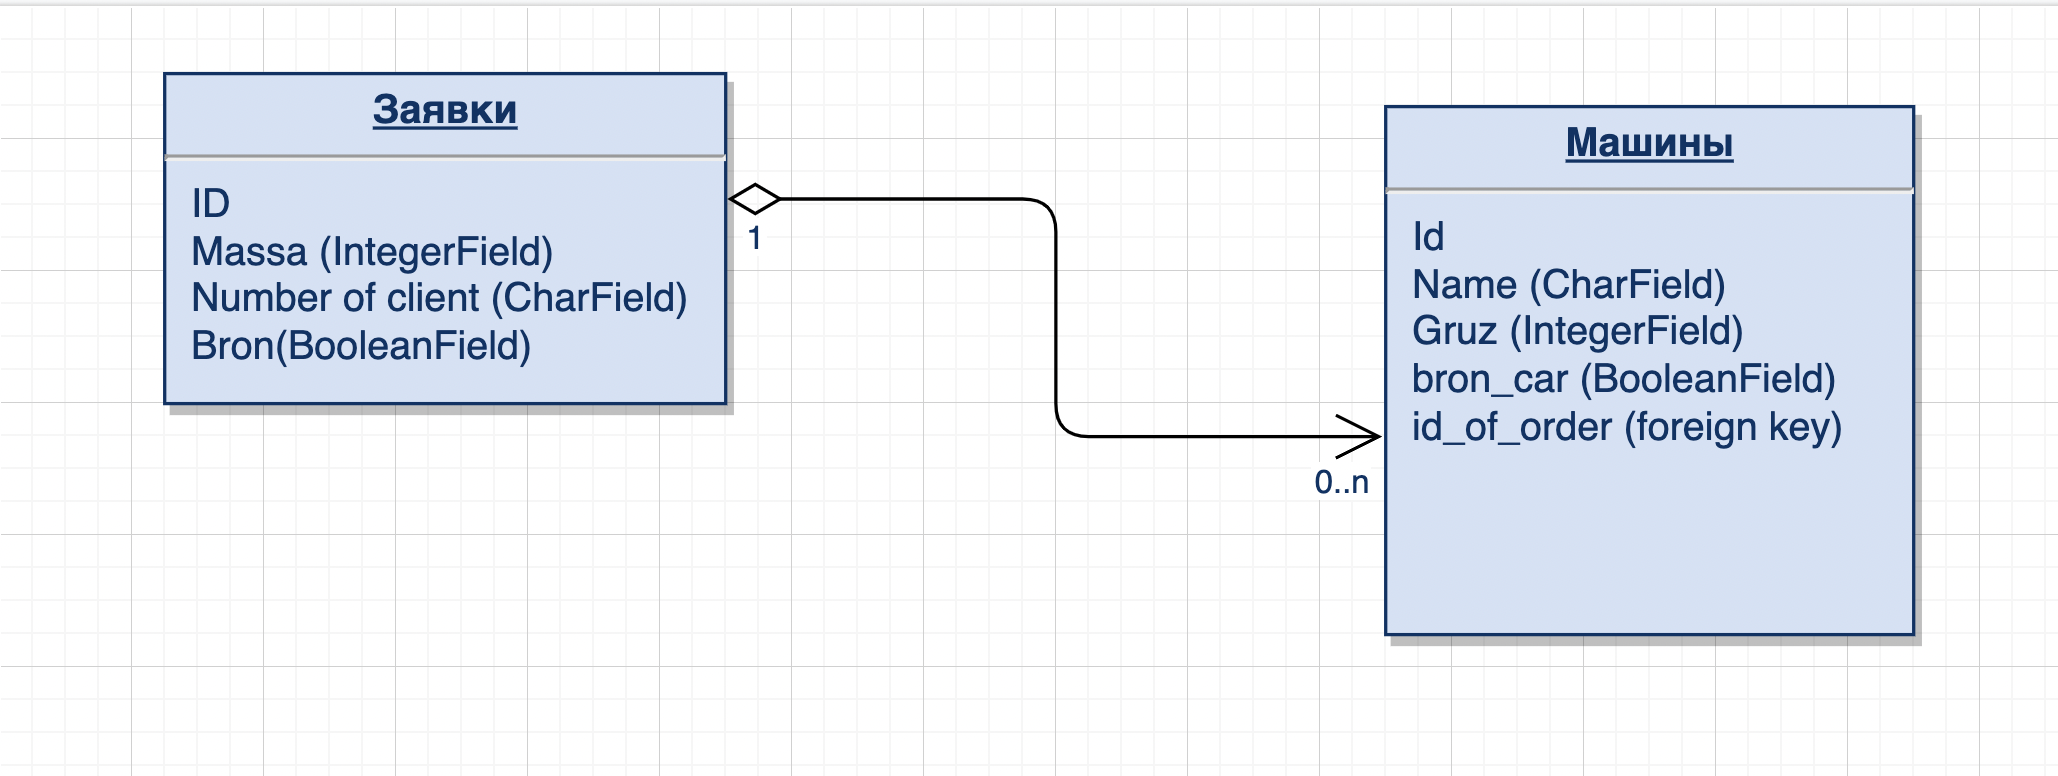 Заявки
ID
Massa (IntegerField)
Number of client (CharField)
Bron(BooleanField)
1
0..n
Машины
Id
Name (CharField)
Gruz (IntegerField)
bron_car (BooleanField)
id_of_order (foreign key)